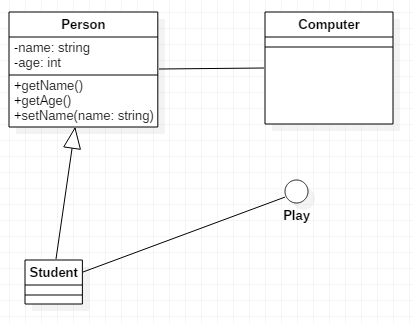 Person
-name: string
-age: int
+getName()
+getAge()
+setName(name: string)
Computer
Play
Student